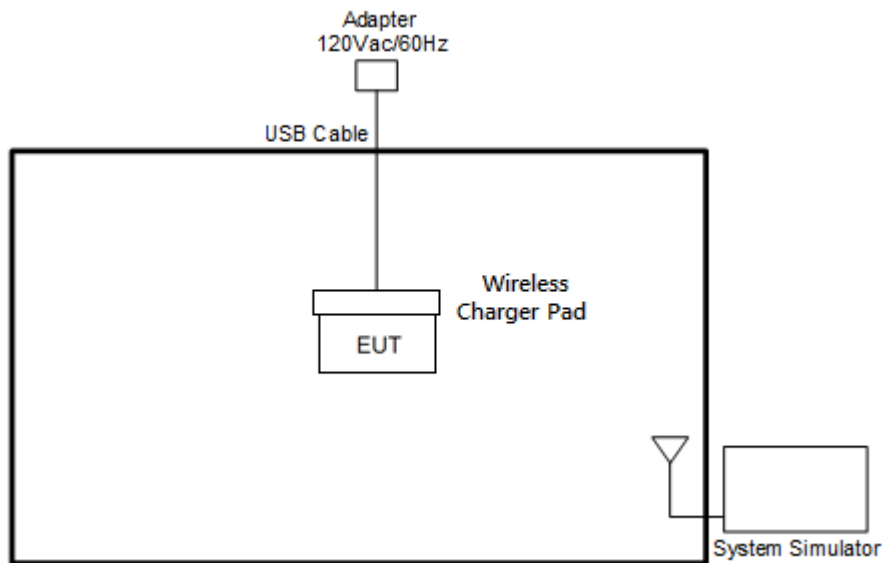 Adapter
120Vac/60Hz
USB Cable
Wireless
Charger Pad
EUT
System Simulator